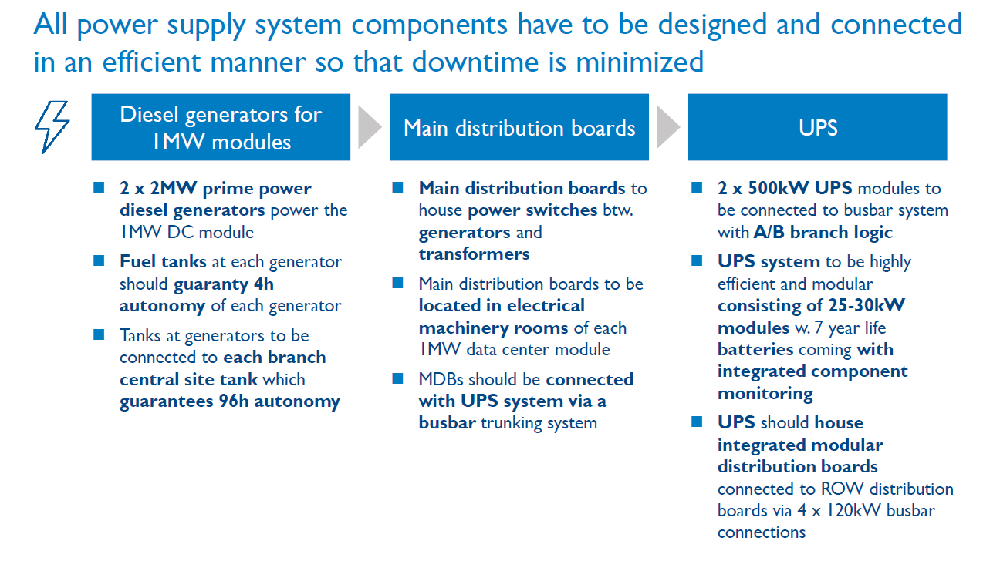 All power supply system components have to be designed and connected
in an efficient manner so that downtime is minimized
Diesel generators for
1MW modules
■ 2 x 2MW prime power
diesel generators power the
1MW DC module
■ Fuel tanks at each generator
should guaranty 4h
autonomy of each generator
■ Tanks at generators to be
connected to each branch
central site tank which
guarantees 96h autonomy
Main distribution boards
■ Main distribution boards to
house power switches btw.
generators and
transformers
■ Main distribution boards to be
located in electrical
machinery rooms of each
1MW data center module
■ MDBs should be connected
with UPS system via a
busbar trunking system
UPS
■ 2 x 500kW UPS modules to
be connected to busbar system
with A/B branch logic
■ UPS system to be highly
efficient and modular
consisting of 25-30kW
modules w. 7 year life
batteries coming with
integrated component
monitoring
■ UPS should house
integrated modular
distribution boards
connected to ROW distribution
boards via 4 x 120kW busbar
connections